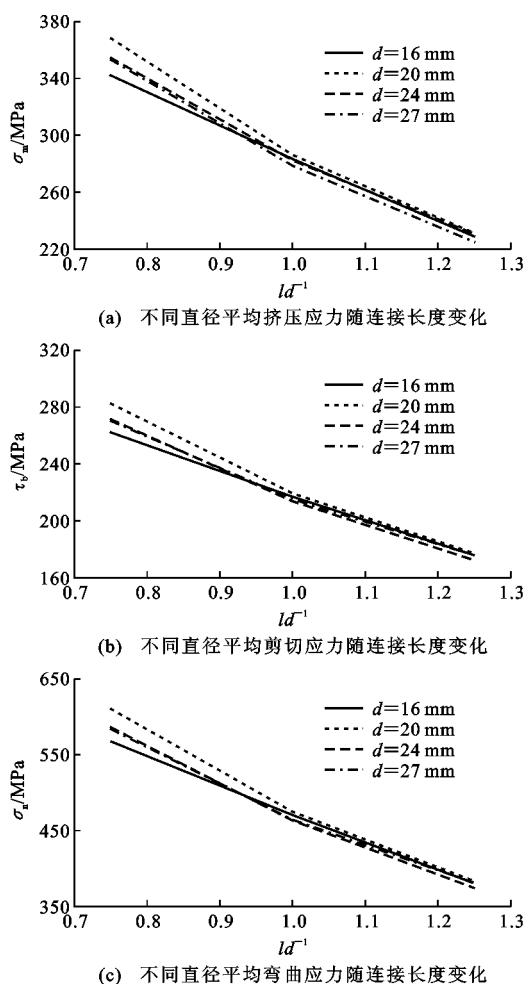 380
340
300
260
220
σm/MPa
d=16 mm
d=20 mm
d=24 mm
d=27 mm
0.7 0.8 0.9 1.0 1.1 1.2 1.3
ld⁻¹
(a) 不同直径平均挤压应力随连接长度变化
320
280
240
200
160
τb/MPa
d=16 mm
d=20 mm
d=24 mm
d=27 mm
0.7 0.8 0.9 1.0 1.1 1.2 1.3
ld⁻¹
(b) 不同直径平均剪切应力随连接长度变化
650
550
450
350
/MPa
d=16 mm
d=20 mm
d=24 mm
d=27 mm
0.7 0.8 0.9 1.0 1.1 1.2 1.3
ld⁻¹
(c) 不同直径平均弯曲应力随连接长度变化